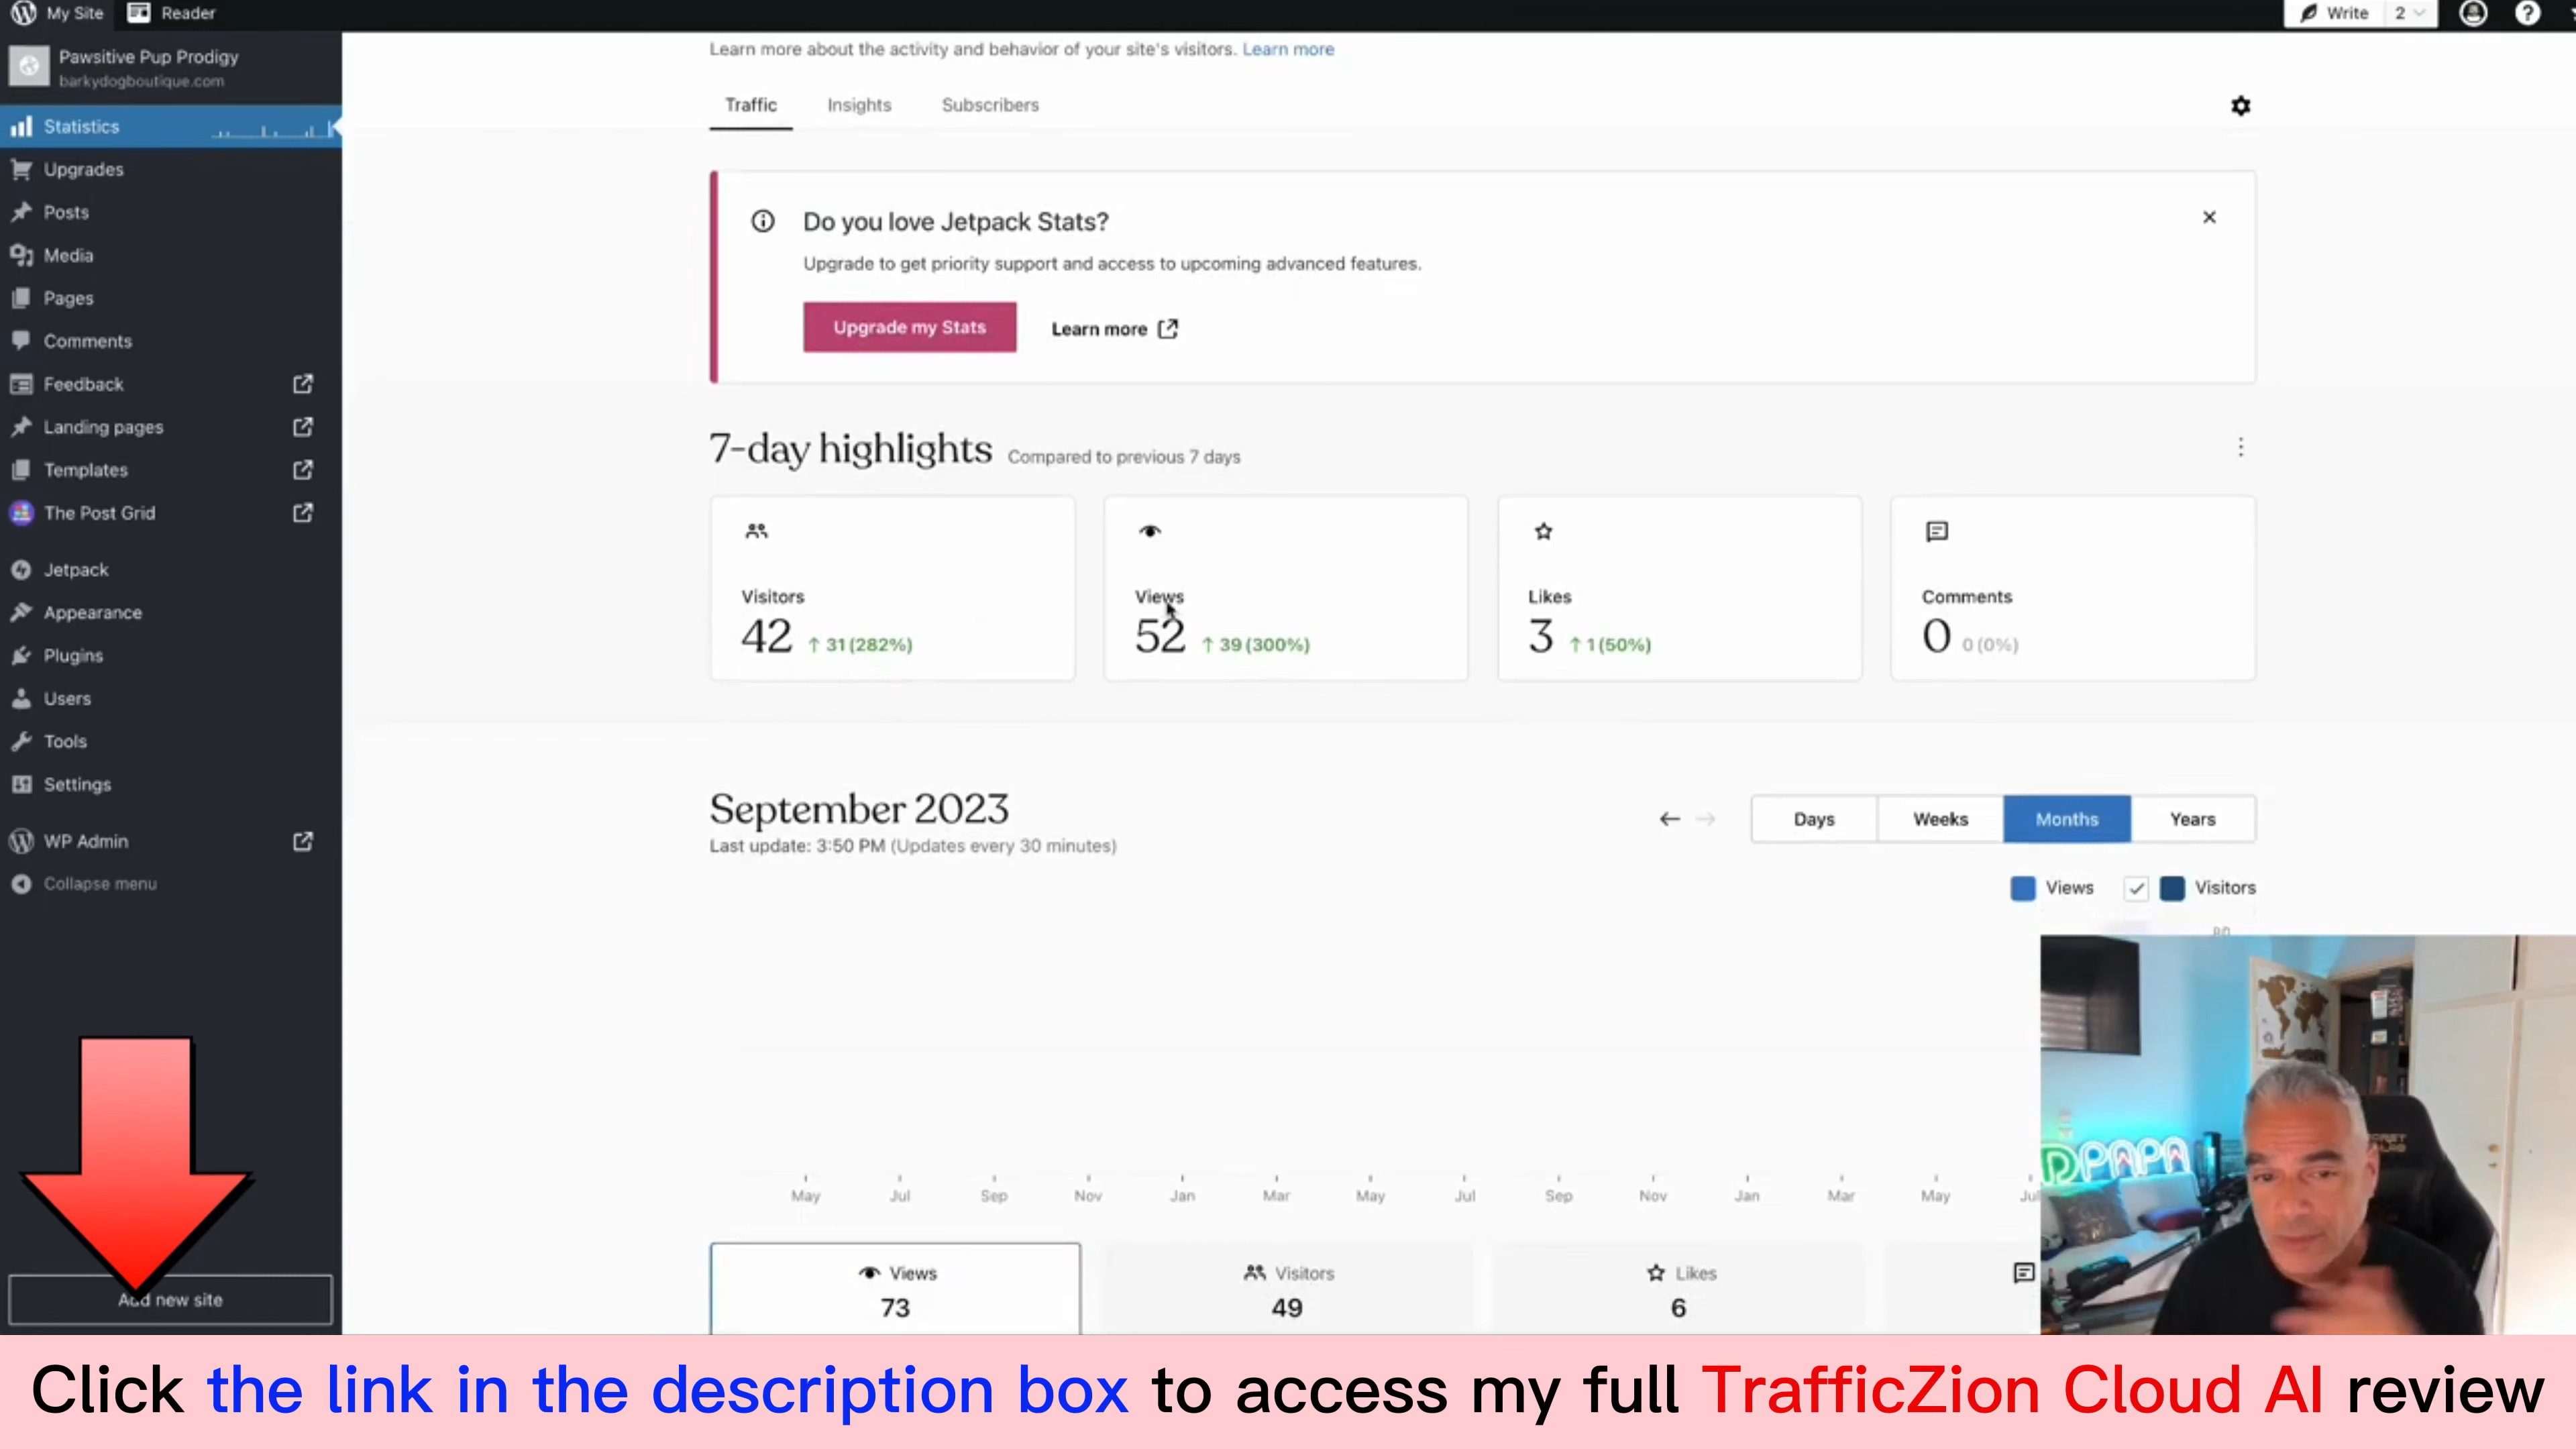 My Site
Reader
Write
2
Pawsitive Pup Prodigy
barkydogboutique.com
Statistics
Upgrades
Posts
Media
Pages
Comments
Feedback
Landing pages
Templates
The Post Grid
Jetpack
Appearance
Plugins
Users
Tools
Settings
WP Admin
Collapse menu
Add new site
Learn more about the activity and behavior of your site's visitors. Learn more
Traffic Insights Subscribers
Do you love Jetpack Stats?
Upgrade to get priority support and access to upcoming advanced features.
Upgrade my Stats Learn more
7-day highlights Compared to previous 7 days
Visitors
42 ↑ 31 (282%)
Views
52 ↑ 39 (300%)
Likes
3 ↑ 1 (50%)
Comments
0 0 (0%)
September 2023
Last update: 3:50 PM (Updates every 30 minutes)
Days Weeks Months Years
Views Visitors
May Jul Sep Nov Jan Mar May Jul Sep Nov Jan Mar May Jul
Views
73
Visitors
49
Likes
6
DPAPA
Click the link in the description box to access my full TrafficZion Cloud AI review